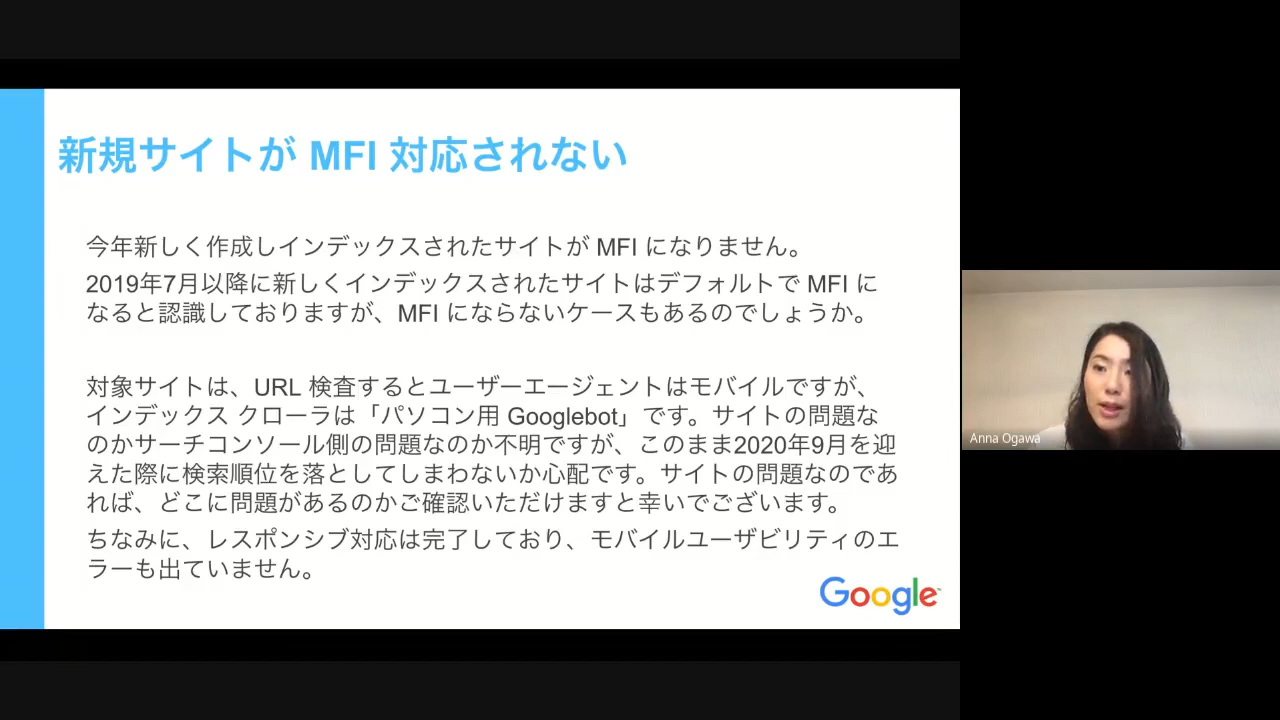 新規サイトが MFI 対応されない
今年新しく作成しインデックスされたサイトが MFI になりません。
2019年7月以降に新しくインデックスされたサイトはデフォルトで MFI に
なると認識しておりますが、MFI にならないケースもあるのでしょうか。
対象サイトは、URL 検査するとユーザーエージェントはモバイルですが、
インデックス クローラは「パソコン用 Googlebot」です。サイトの問題な
のかサーチコンソール側の問題なのか不明ですが、このまま2020年9月を迎
えた際に検索順位を落としてしまわないか心配です。サイトの問題なのであ
れば、どこに問題があるのかご確認いただけますと幸いでございます。
ちなみに、レスポンシブ対応は完了しており、モバイルユーザビリティのエ
ラーも出ていません。
Google
Anna Ogawa